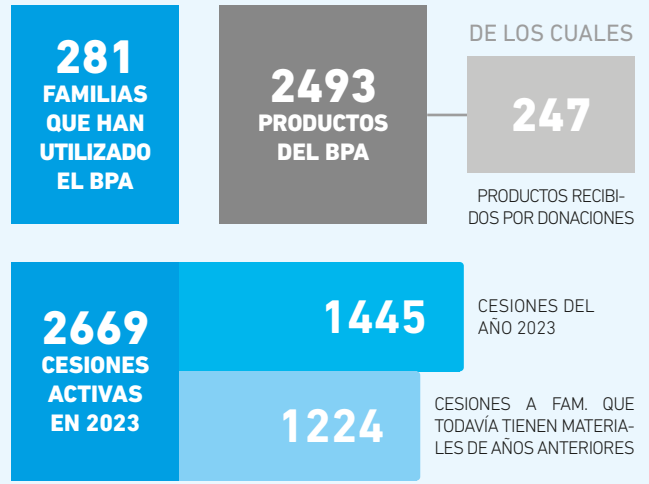 281
FAMILIAS
QUE HAN
UTILIZADO
EL BPA
2493
PRODUCTOS
DEL BPA
DE LOS CUALES
247
PRODUCTOS RECIBI-
DOS POR DONACIONES
2669
CESIONES
ACTIVAS
EN 2023
1445
CESIONES DEL
AÑO 2023
1224
CESIONES A FAM. QUE
TODAVÍA TIENEN MATERIA-
LES DE AÑOS ANTERIORES